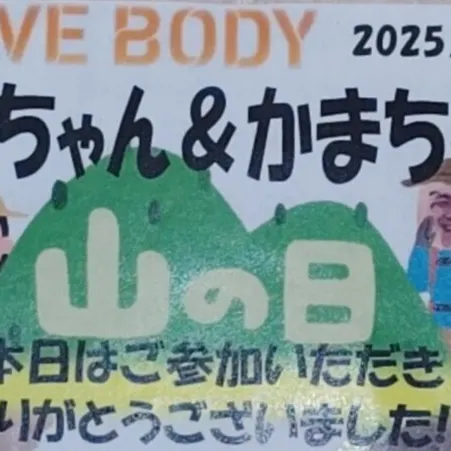 VE BODY 2025
ちゃん&かまち
山の日
本日はご参加いただき
りがとうございました!